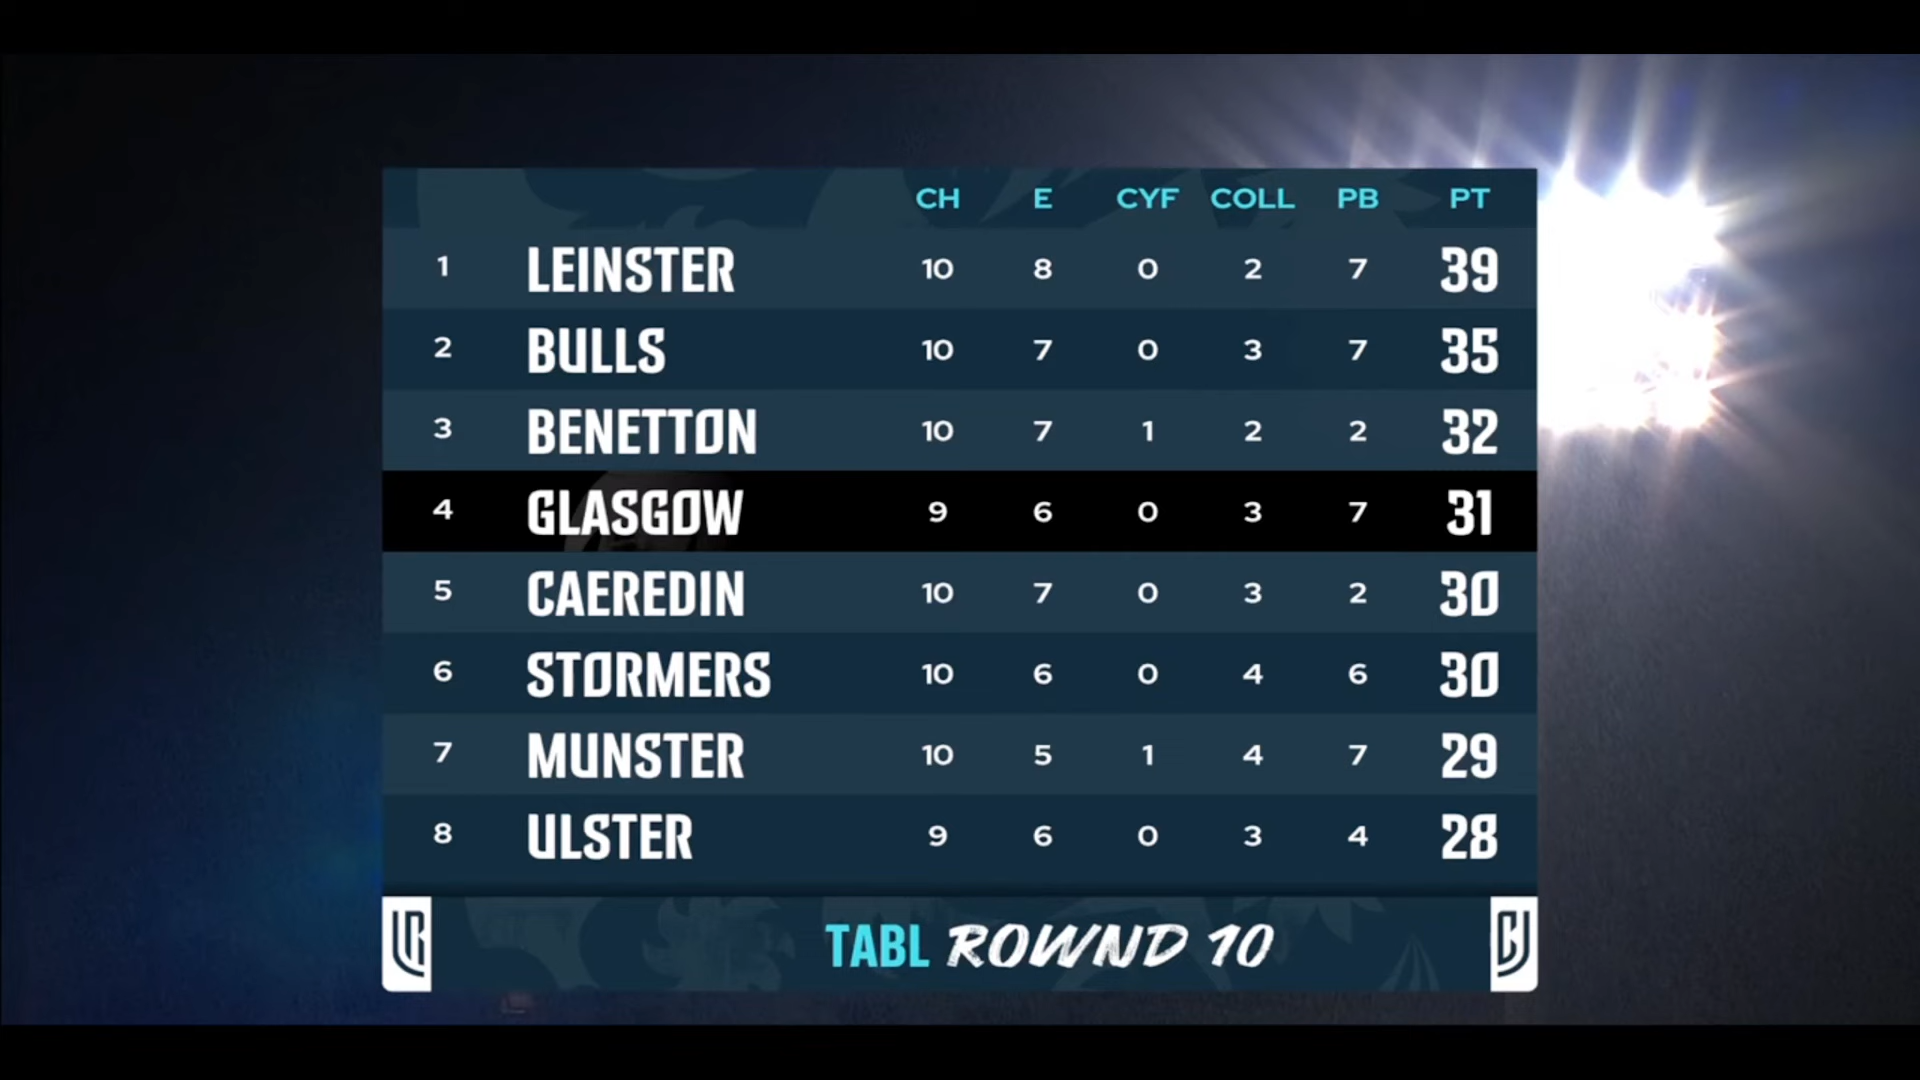 CH E CYF COLL PB PT
1 LEINSTER 10 8 0 2 7 39
2 BULLS 10 7 0 3 7 35
3 BENETTON 10 7 1 2 2 32
4 GLASGOW 9 6 0 3 7 31
5 CAEREDIN 10 7 0 3 2 30
6 STORMERS 10 6 0 4 6 30
7 MUNSTER 10 5 1 4 7 29
8 ULSTER 9 6 0 3 4 28
TABL ROWND 10